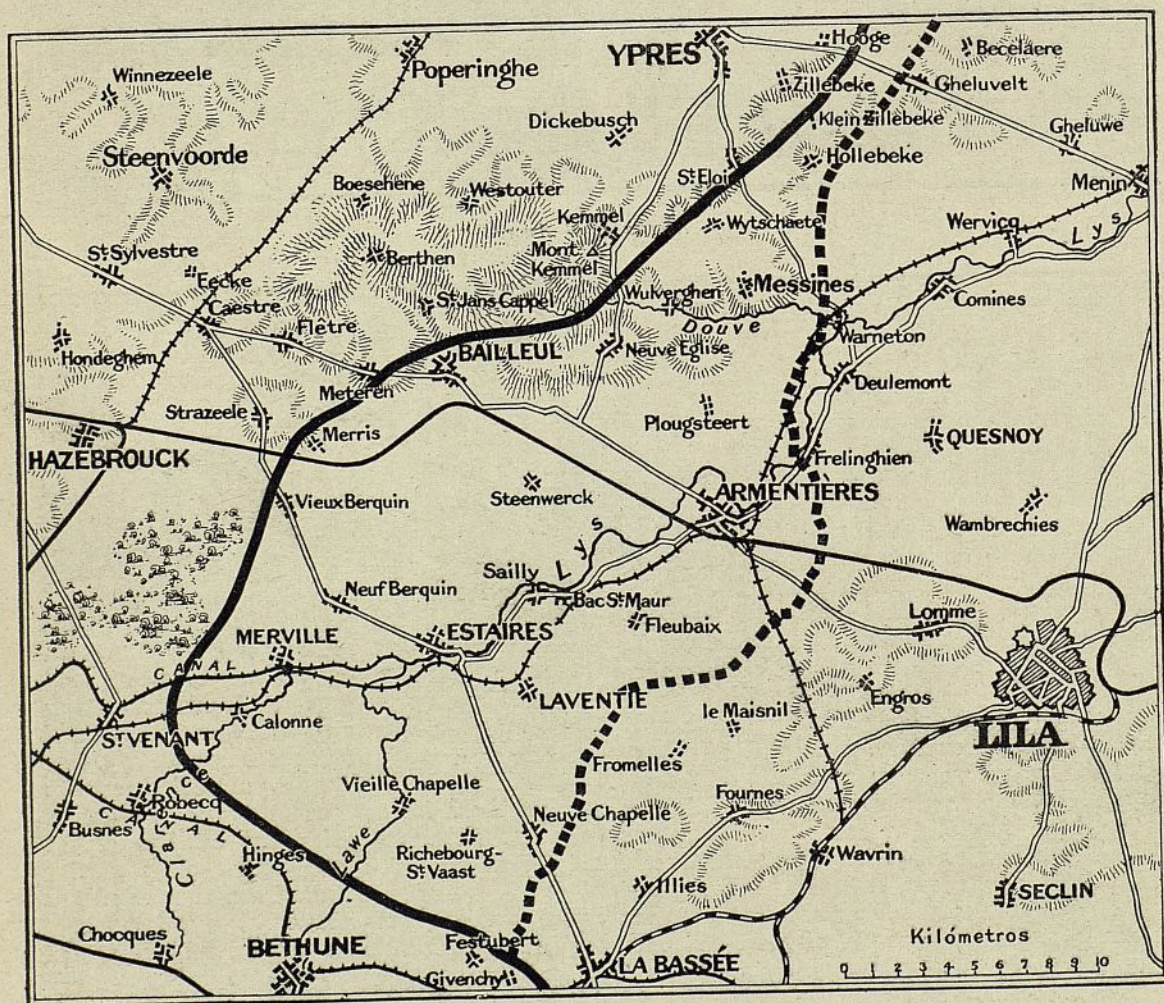 YPRES
Hooge
Becelaere
Winnezeele
Poperinghe
Zillebeke
Gheluvelt
Klein Zillebeke
Dickebusch
Gheluwe
Steenvoorde
Hollebeke
Boesehene
Westouter
St Eloi
Menin
Kemmel
Wytschaete
Wervicq
Lys
St Sylvestre
Berthen
Mont
Kemmel
Eecke
Messines
Caestre
St Jans Cappel
Wulverghen
Comines
Douve
Flêtre
Warneton
Hondeghem
BAILLEUL
Neuve Eglise
Meteren
Deulemont
Strazeele
Plougsteert
Merris
QUESNOY
HAZEBROUCK
Frelinghien
ARMENTIERES
Vieux Berquin
Steenwerck
Wambrechies
Lys
Sailly
Neuf Berquin
Bac St Maur
Lomme
MERVILLE
ESTAIRES
Fleubaix
CANAL
LAVENTIE
Engros
Calonne
le Maisnil
St VENANT
LILA
Fromelles
Vieille Chapelle
Fournes
Robecq
Neuve Chapelle
Busnes
CANAL
Clarence
Lawe
Hinges
Richebourg-
St Vaast
Wavrin
Illies
SECLIN
Chocques
Festubert
Kilómetros
BETHUNE
LA BASSÉE
Givenchy
0 1 2 3 4 5 6 7 8 9 10